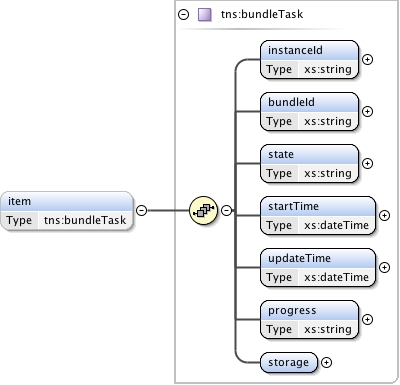 tns:bundleTask
instanceId
Type xs:string
bundleId
Type xs:string
state
Type xs:string
item
Type tns:bundleTask
startTime
Type xs:dateTime
updateTime
Type xs:dateTime
progress
Type xs:string
storage